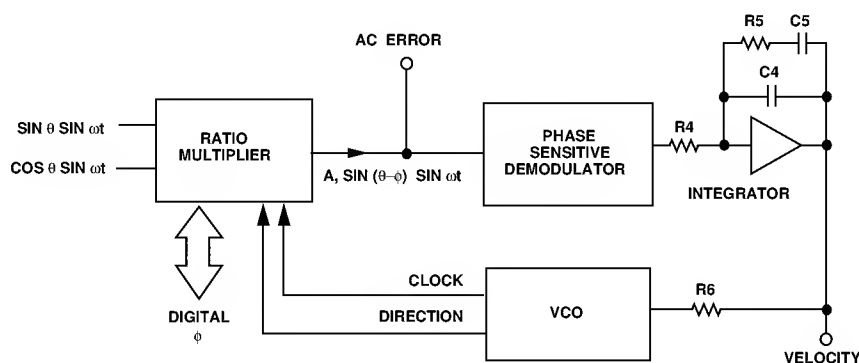 AC ERROR
R5
C5
C4
SIN θ SIN ωt
COS θ SIN ωt
RATIO
MULTIPLIER
A, SIN (θ–ϕ) SIN ωt
PHASE
SENSITIVE
DEMODULATOR
R4
INTEGRATOR
CLOCK
DIRECTION
VCO
R6
DIGITAL
ϕ
VELOCITY